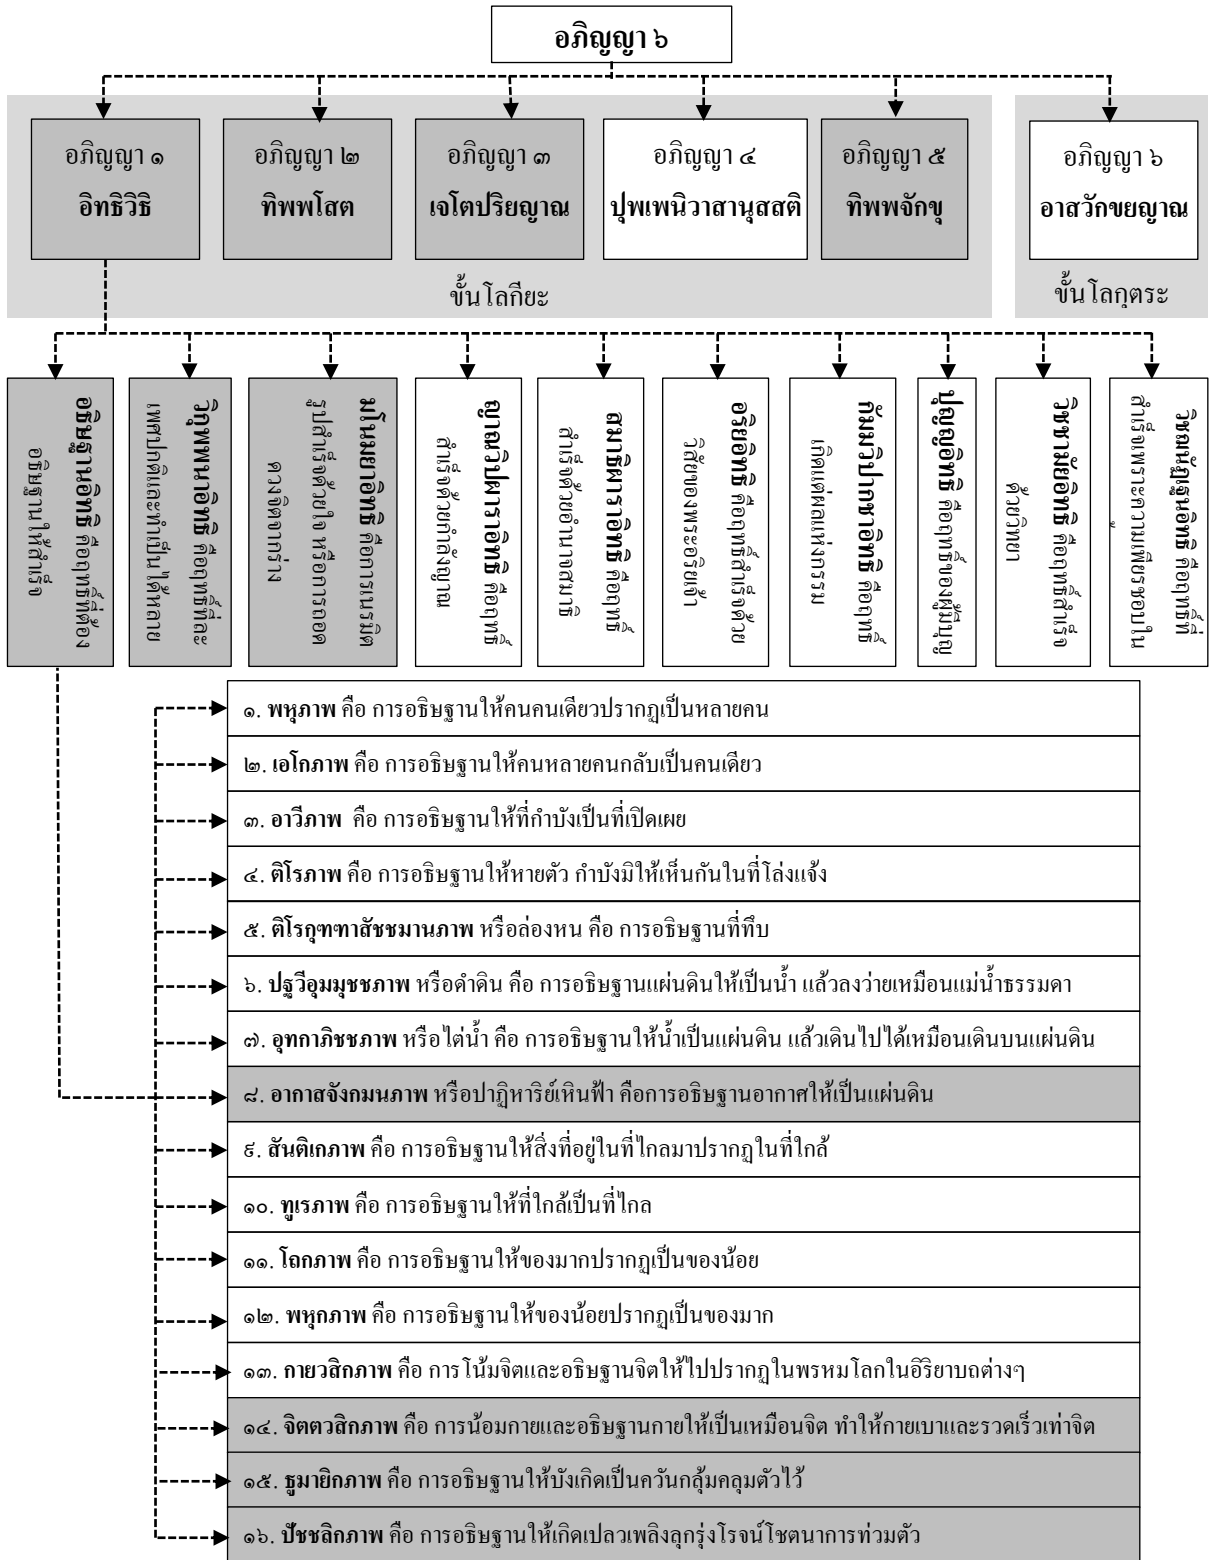 อภิญญา ๖
อภิญญา ๑
อิทธิวิธิ
อภิญญา ๒
ทิพพโสต
อภิญญา ๓
เจโตปริยญาณ
อภิญญา ๔
ปุพเพนิวาสานุสสติ
อภิญญา ๕
ทิพพจักขุ
อภิญญา ๖
อาสวักขยญาณ
ขั้นโลกียะ
ขั้นโลกุตระ
อธิษฐานอิทธิ คือฤทธิ์ที่ต้อง
อธิษฐานให้สำเร็จ
วิกุพพนาอิทธิ คือฤทธิ์ที่ละ
เพศปกติและทำเป็นได้หลาย
มโนมยาอิทธิ คือการเนรมิต
รูปสำเร็จด้วยใจ หรือการถอด
ดวงจิตจากร่าง
ญาณวิปผาราอิทธิ คือฤทธิ์
สำเร็จด้วยกำลังญาณ
สมาธิผาราอิทธิ คือฤทธิ์
สำเร็จด้วยอำนาจสมาธิ
อริยอิทธิ คือฤทธิ์สำเร็จด้วย
วิสัยของพระอริยเจ้า
กัมมวิปากชาอิทธิ คือฤทธิ์
เกิดแต่ผลแห่งกรรม
ปุญญอิทธิ คือฤทธิ์ของผู้มีบุญ
วิชชามัยอิทธิ คือฤทธิ์สำเร็จ
ด้วยวิทยา
คือฤทธิ์ที่
สำเร็จเพราะความเพียรชอบใน
๑. พหุภาพ คือ การอธิษฐานให้คนคนเดียวปรากฏเป็นหลายคน
๒. เอโกภาพ คือ การอธิษฐานให้คนหลายคนกลับเป็นคนเดียว
๓. อาวีภาพ คือ การอธิษฐานให้ที่กำบังเป็นที่เปิดเผย
๔. ติโรภาพ คือ การอธิษฐานให้หายตัว กำบังมิให้เห็นกันในที่โล่งแจ้ง
๕. ติโรกุฑฑาสัชชมานภาพ หรือล่องหน คือ การอธิษฐานที่ทึบ
๖. ปฐวีอุมมุชชภาพ หรือดำดิน คือ การอธิษฐานแผ่นดินให้เป็นน้ำ แล้วลงว่ายเหมือนแม่น้ำธรรมดา
๗. อุทกาภิชชภาพ หรือไต่น้ำ คือ การอธิษฐานให้น้ำเป็นแผ่นดิน แล้วเดินไปได้เหมือนเดินบนแผ่นดิน
๘. อากาสจังกมนภาพ หรือปาฏิหาริย์เหินฟ้า คือการอธิษฐานอากาศให้เป็นแผ่นดิน
๙. สันติเกภาพ คือ การอธิษฐานให้สิ่งที่อยู่ในที่ไกลมาปรากฏในที่ใกล้
๑๐. ทูเรภาพ คือ การอธิษฐานให้ที่ใกล้เป็นที่ไกล
๑๑. โถกภาพ คือ การอธิษฐานให้ของมากปรากฏเป็นของน้อย
๑๒. พหุกภาพ คือ การอธิษฐานให้ของน้อยปรากฏเป็นของมาก
๑๓. กายวสิกภาพ คือ การโน้มจิตและอธิษฐานจิตให้ไปปรากฏในพรหมโลกในอิริยาบถต่างๆ
๑๔. จิตตวสิกภาพ คือ การน้อมกายและอธิษฐานกายให้เป็นเหมือนจิต ทำให้กายเบาและรวดเร็วเท่าจิต
๑๕. ธูมายิกภาพ คือ การอธิษฐานให้บังเกิดเป็นควันกลุ้มคลุมตัวไว้
๑๖. ปัชชลิกภาพ คือ การอธิษฐานให้เกิดเปลวเพลิงลุกรุ่งโรจน์โชตนาการท่วมตัว